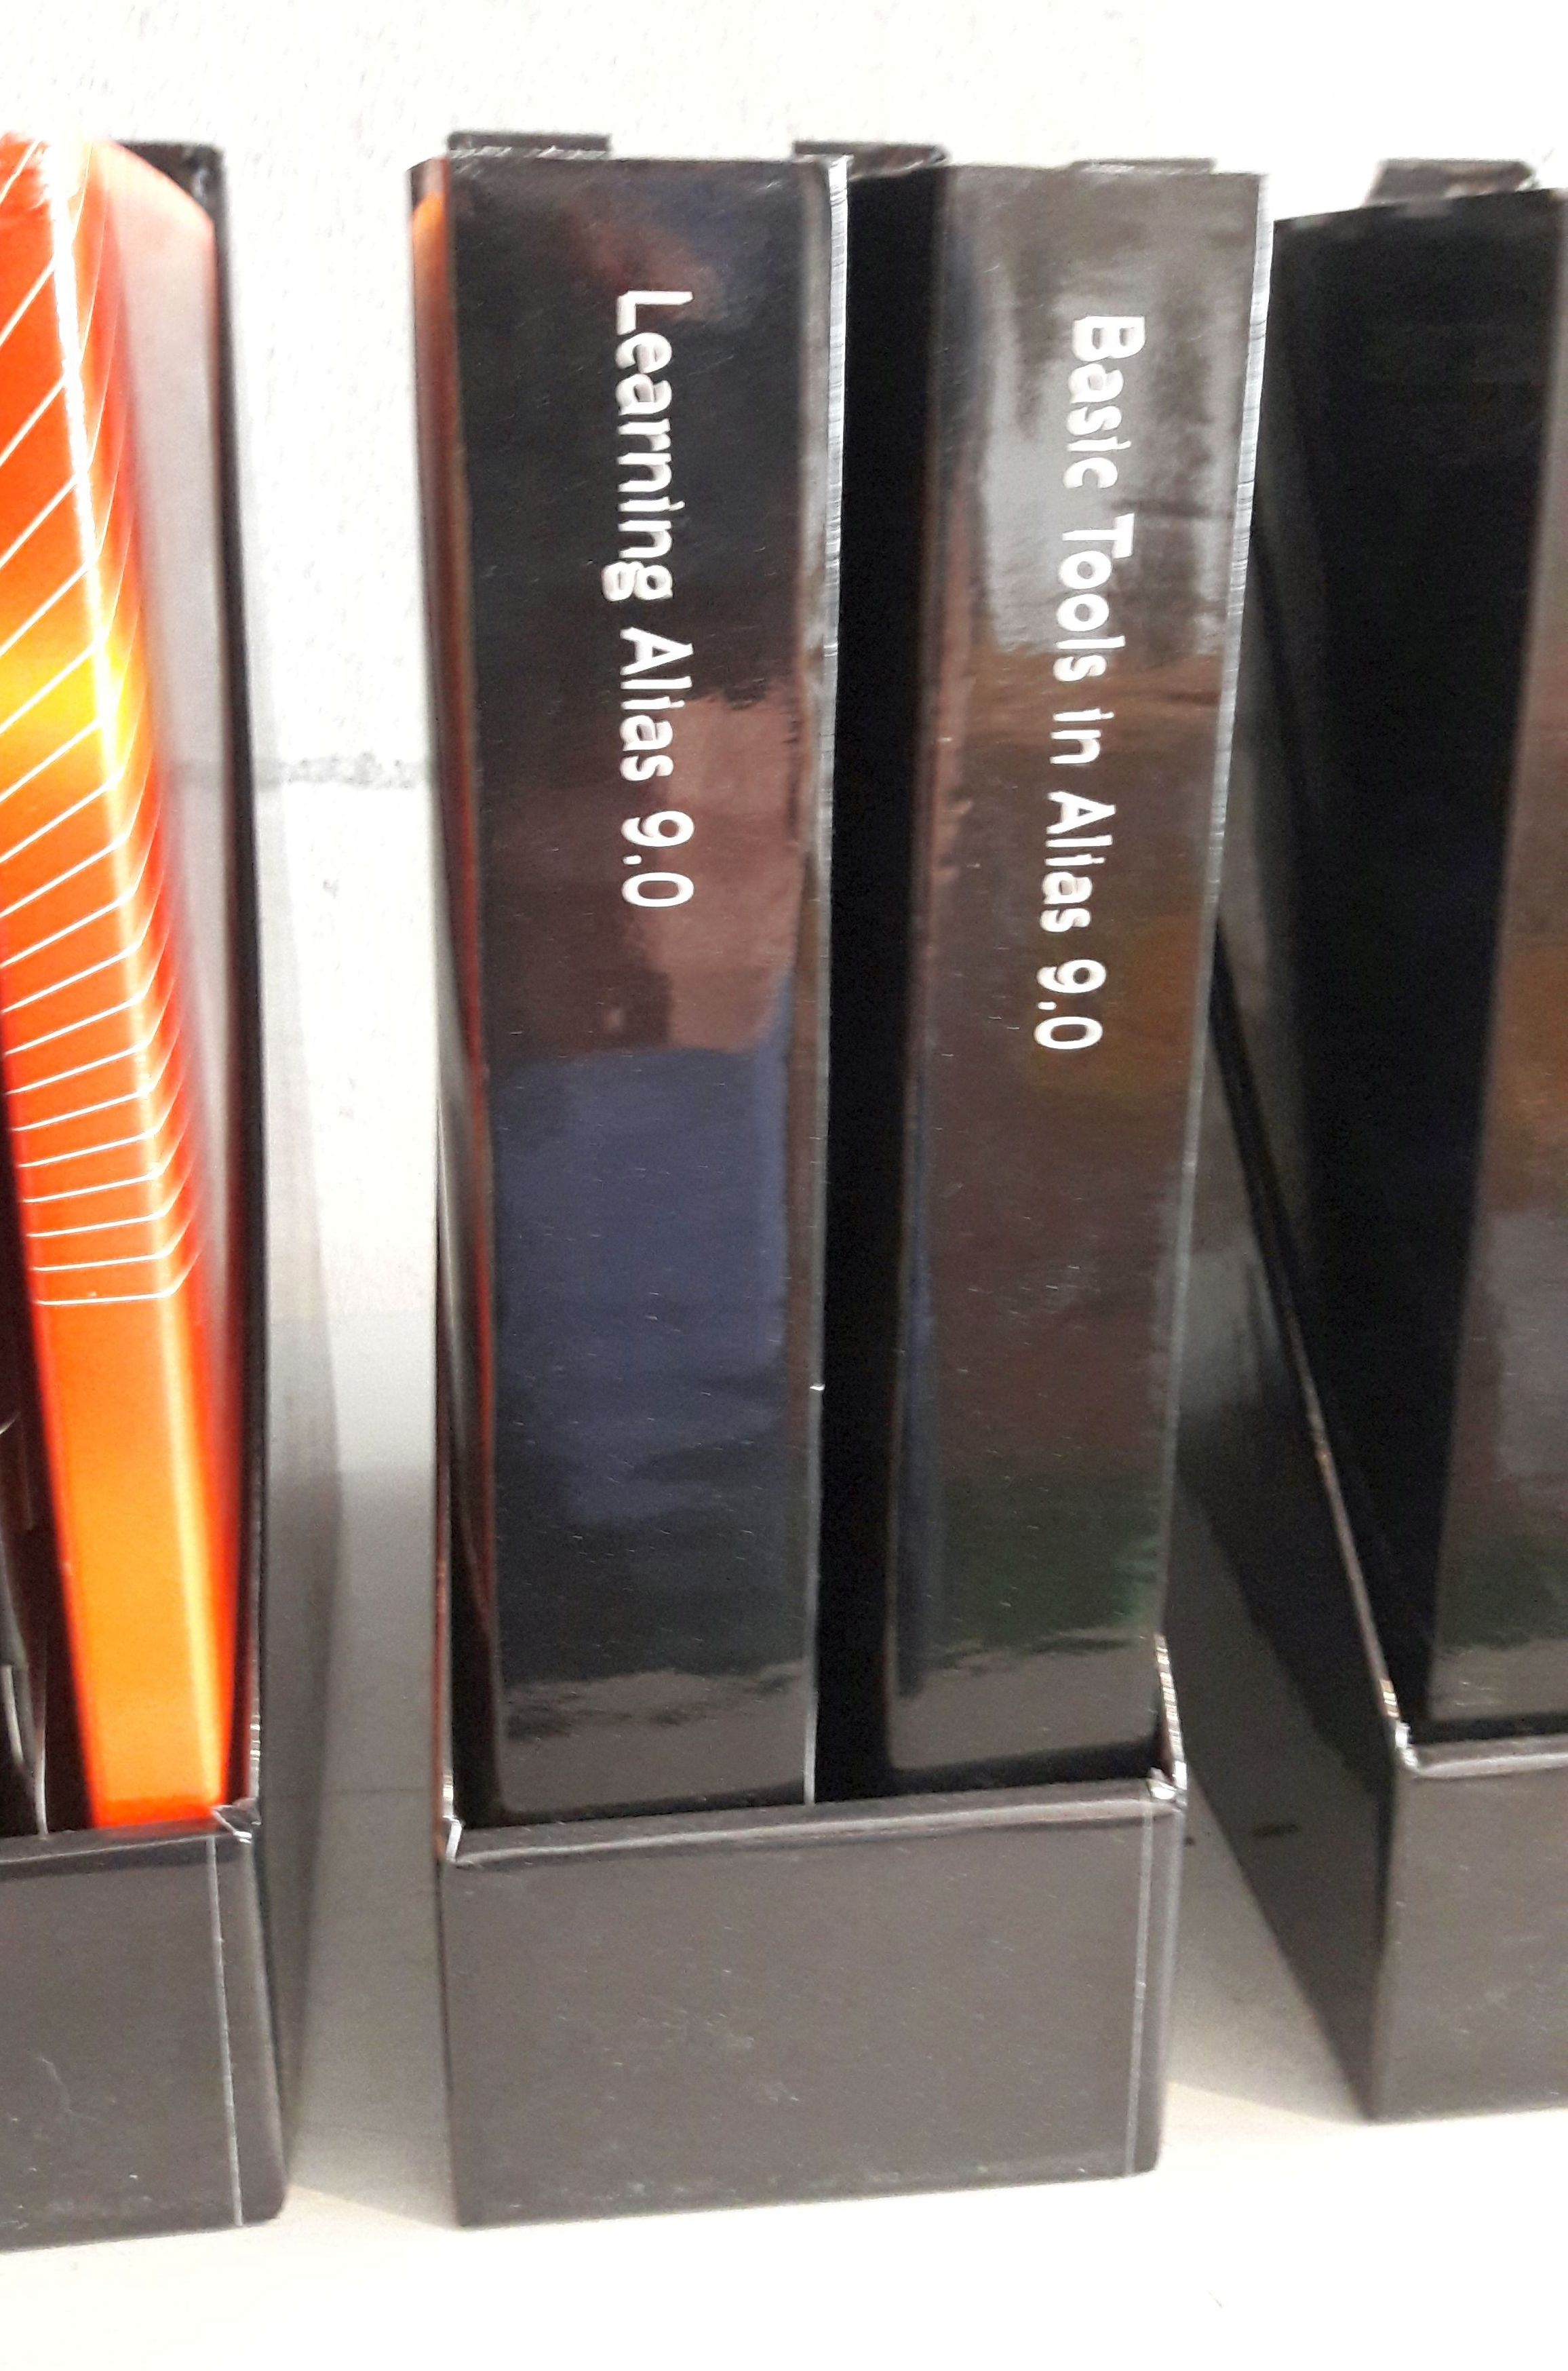 Learning Alias 9.0
Basic Tools in Alias 9.0